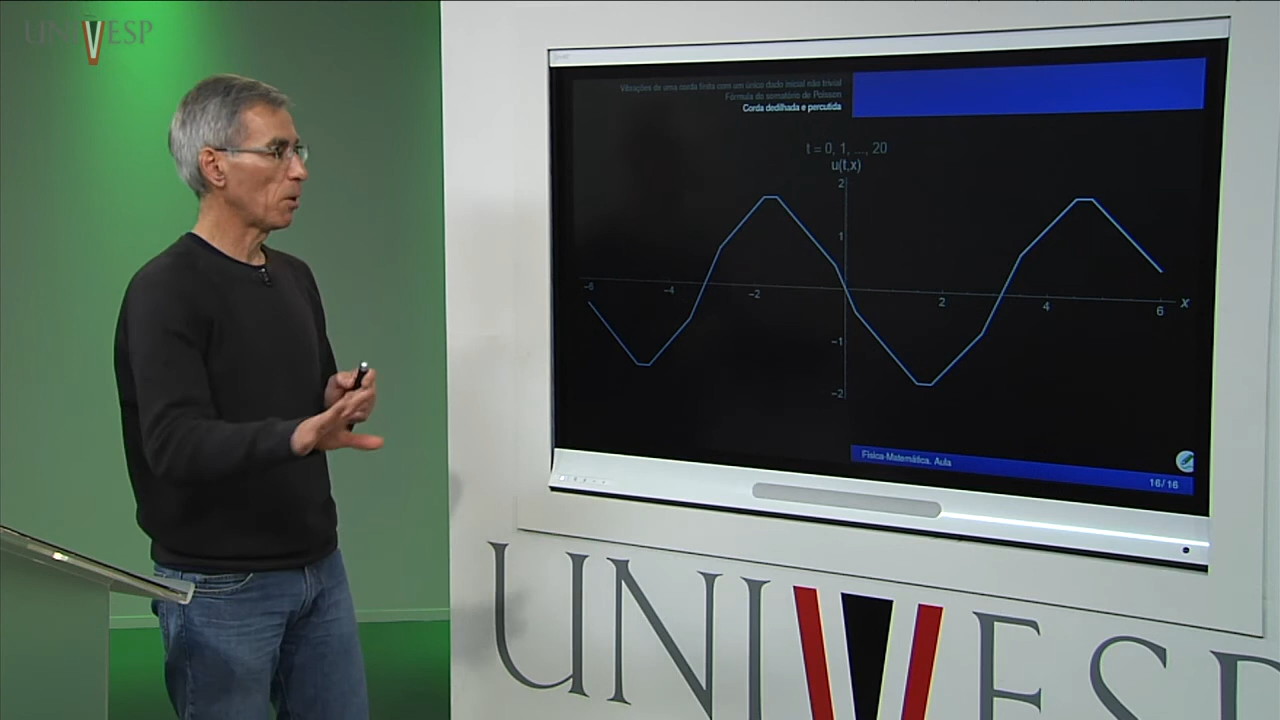 UNIVESP
Vibrações de uma corda finita com um único dado inicial não trivial
Fórmula do somatório de Poisson
Corda dedilhada e percutida
t = 0, 1, ..., 20
u(t,x)
2
1
-6 -4 -2 2 4 6 x
-1
-2
Física-Matemática. Aula
16/16
UNIVESP